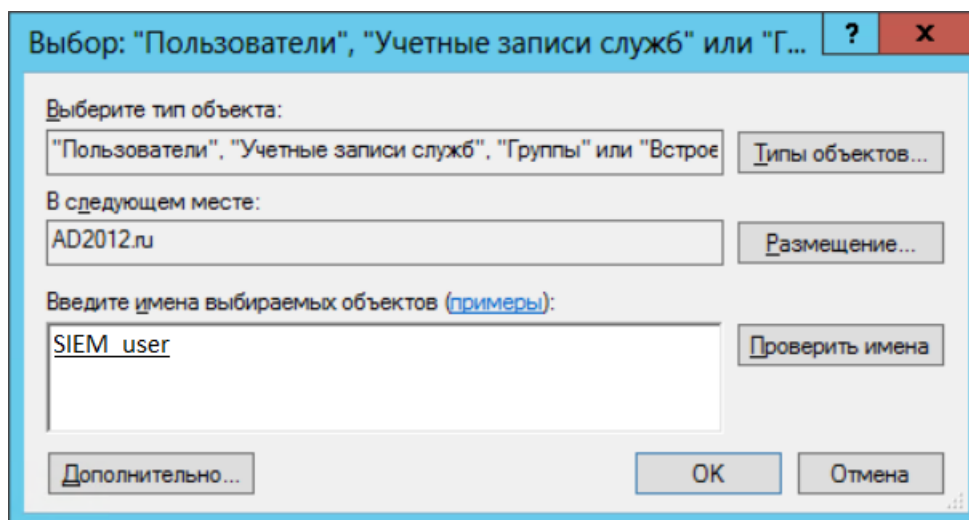 Выбор: "Пользователи", "Учетные записи служб" или "Г... ? x
Выберите тип объекта:
"Пользователи", "Учетные записи служб", "Группы" или "Встрое Типы объектов...
В следующем месте:
AD2012.ru Размещение...
Введите имена выбираемых объектов (примеры):
SIEM_user Проверить имена
Дополнительно... OK Отмена